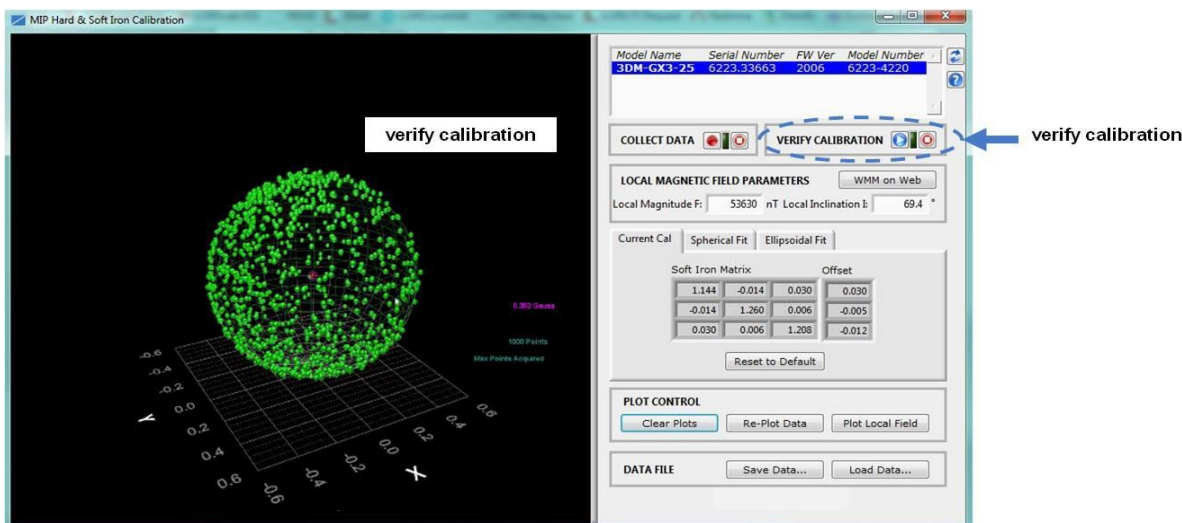 MIP Hard & Soft Iron Calibration
verify calibration
0.6
0.4
0.2
0.0
-0.2
-0.4
-0.6
Y
-0.6
-0.4
-0.2
0.0
0.2
0.4
0.6
X
1000 Points
Max Points Acquired
Model Name Serial Number FW Ver Model Number
3DM-GX3-25 6223.33663 2006 6223-4220
COLLECT DATA
VERIFY CALIBRATION
verify calibration
LOCAL MAGNETIC FIELD PARAMETERS
WMM on Web
Local Magnitude F: 53630 nT Local Inclination I: 69.4 °
Current Cal
Spherical Fit
Ellipsoidal Fit
Soft Iron Matrix Offset
1.144 -0.014 0.030 0.030
-0.014 1.260 0.006 -0.005
0.030 0.006 1.208 -0.012
Reset to Default
PLOT CONTROL
Clear Plots
Re-Plot Data
Plot Local Field
DATA FILE
Save Data...
Load Data...